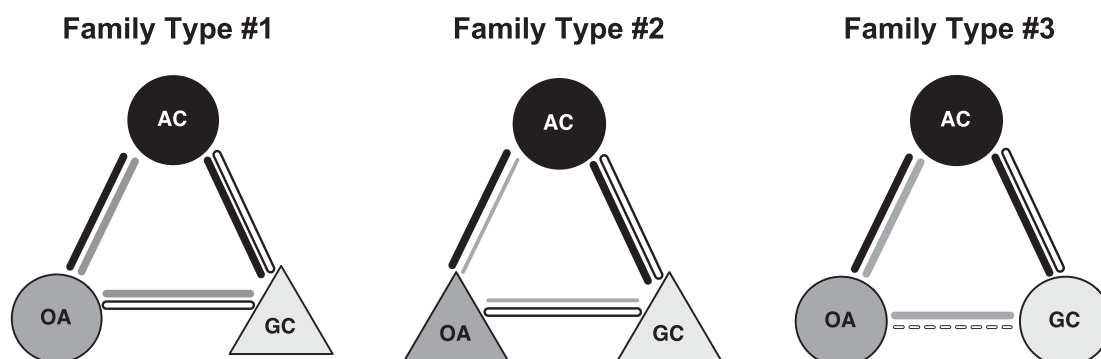 Family Type #1 Family Type #2 Family Type #3
AC AC AC
OA GC OA GC OA GC